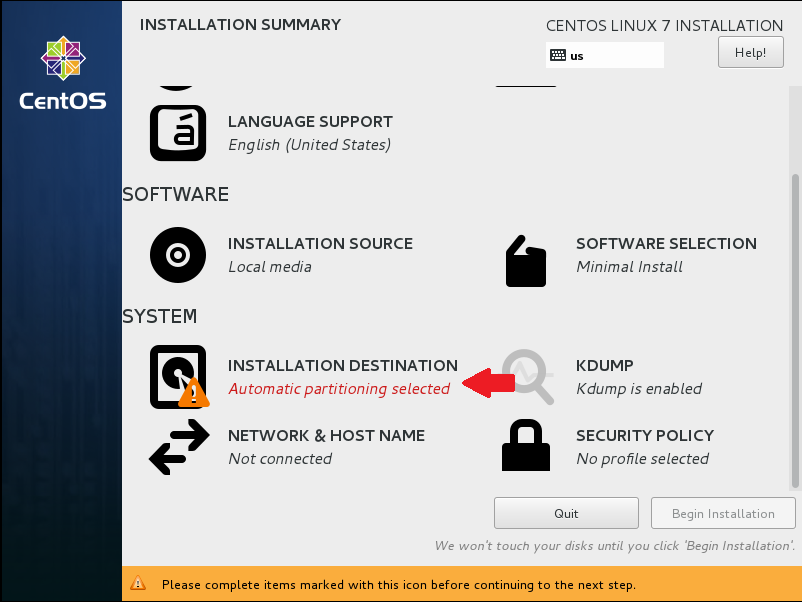 INSTALLATION SUMMARY
CENTOS LINUX 7 INSTALLATION
us
Help!
CentOS
LANGUAGE SUPPORT
English (United States)
SOFTWARE
INSTALLATION SOURCE
Local media
SOFTWARE SELECTION
Minimal Install
SYSTEM
INSTALLATION DESTINATION
Automatic partitioning selected
KDUMP
Kdump is enabled
NETWORK & HOST NAME
Not connected
SECURITY POLICY
No profile selected
Quit
Begin Installation
We won't touch your disks until you click 'Begin Installation'.
Please complete items marked with this icon before continuing to the next step.